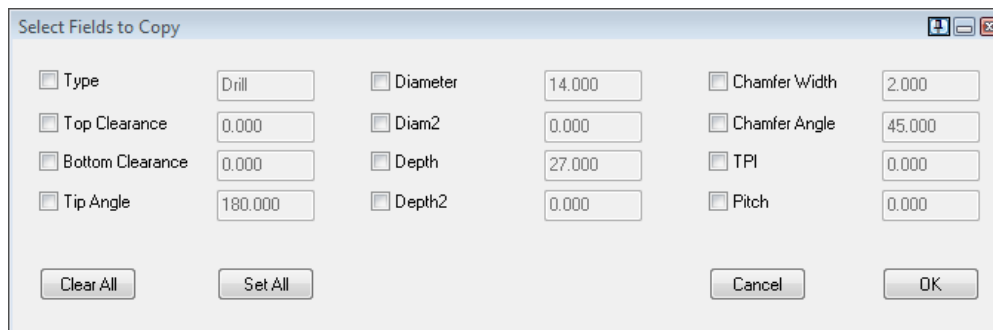 Select Fields to Copy
Type Drill Diameter 14.000 Chamfer Width 2.000
Top Clearance 0.000 Diam2 0.000 Chamfer Angle 45.000
Bottom Clearance 0.000 Depth 27.000 TPI 0.000
Tip Angle 180.000 Depth2 0.000 Pitch 0.000
Clear All Set All Cancel OK